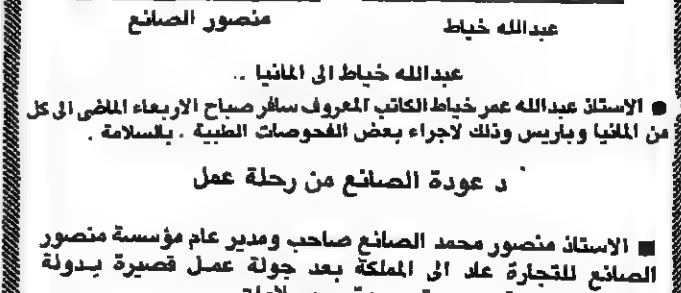 عبدالله خياط
منصور الصانع
عبدالله خياط الى المانيا ..
■ الاستاذ عبدالله عمر خياط الكاتب المعروف سافر صباح الاربعاء الماضى الى كل
من المانيا وباريس وذلك لاجراء بعض الفحوصات الطبية . بالسلامة .
د عودة الصانع من رحلة عمل
■ الاستاذ منصور محمد الصانع صاحب ومدير عام مؤسسة منصور
الصانع للتجارة عاد الى المملكة بعد جولة عمل قصيرة بدولة